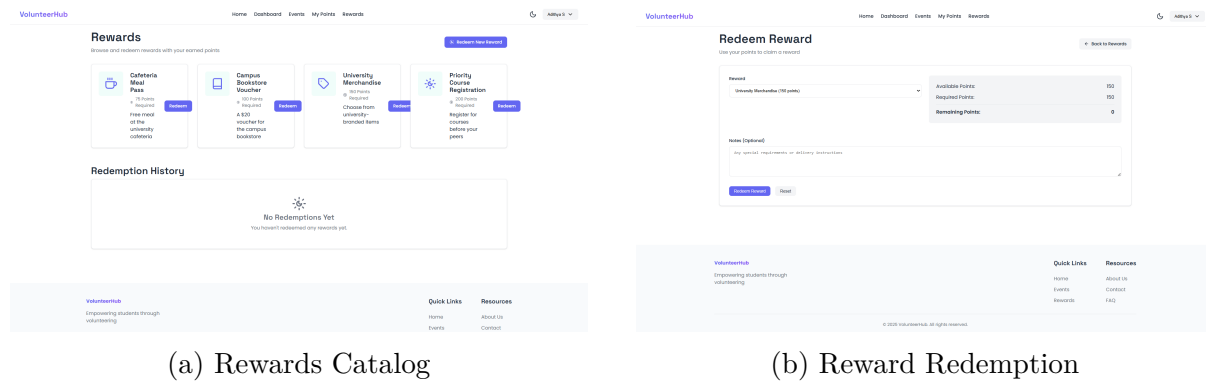 VolunteerHub
Home Dashboard Events My Points Rewards
Aditya S
Rewards
Browse and redeem rewards with your earned points
Redeem New Reward
Cafeteria
Meal
Pass
75 Points
Required
Free meal
at the
university
cafeteria
Redeem
Campus
Bookstore
Voucher
100 Points
Required
A $20
voucher for
the campus
bookstore
Redeem
University
Merchandise
150 Points
Required
Choose from
university-
branded items
Redeem
Priority
Course
Registration
200 Points
Required
Register for
courses
before your
peers
Redeem
Redemption History
No Redemptions Yet
You haven't redeemed any rewards yet.
VolunteerHub
Empowering students through
volunteering
Quick Links
Home
Events
Resources
About Us
Contact
(a) Rewards Catalog
VolunteerHub
Home Dashboard Events My Points Rewards
Aditya S
Redeem Reward
Use your points to claim a reward
Back to Rewards
Reward
University Merchandise (150 points)
Available Points: 150
Required Points: 150
Remaining Points: 0
Notes (Optional)
Any special requirements or delivery instructions
Redeem Reward
Reset
VolunteerHub
Empowering students through
volunteering
Quick Links
Home
Events
Rewards
Resources
About Us
Contact
FAQ
© 2025 VolunteerHub. All rights reserved.
(b) Reward Redemption